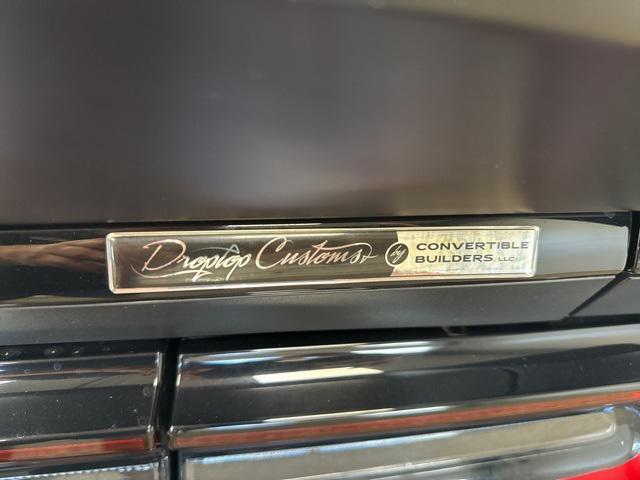 Droptop Customs by CONVERTIBLE
BUILDERS, LLC